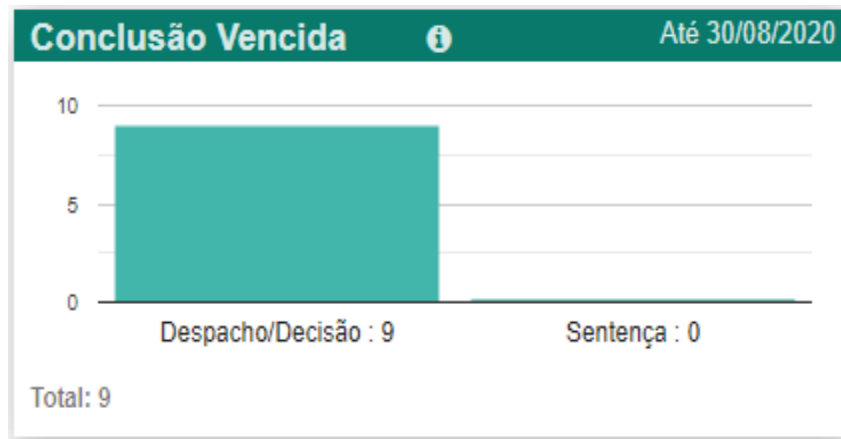 Conclusão Vencida Até 30/08/2020
10
5
0
Despacho/Decisão : 9 Sentença : 0
Total: 9